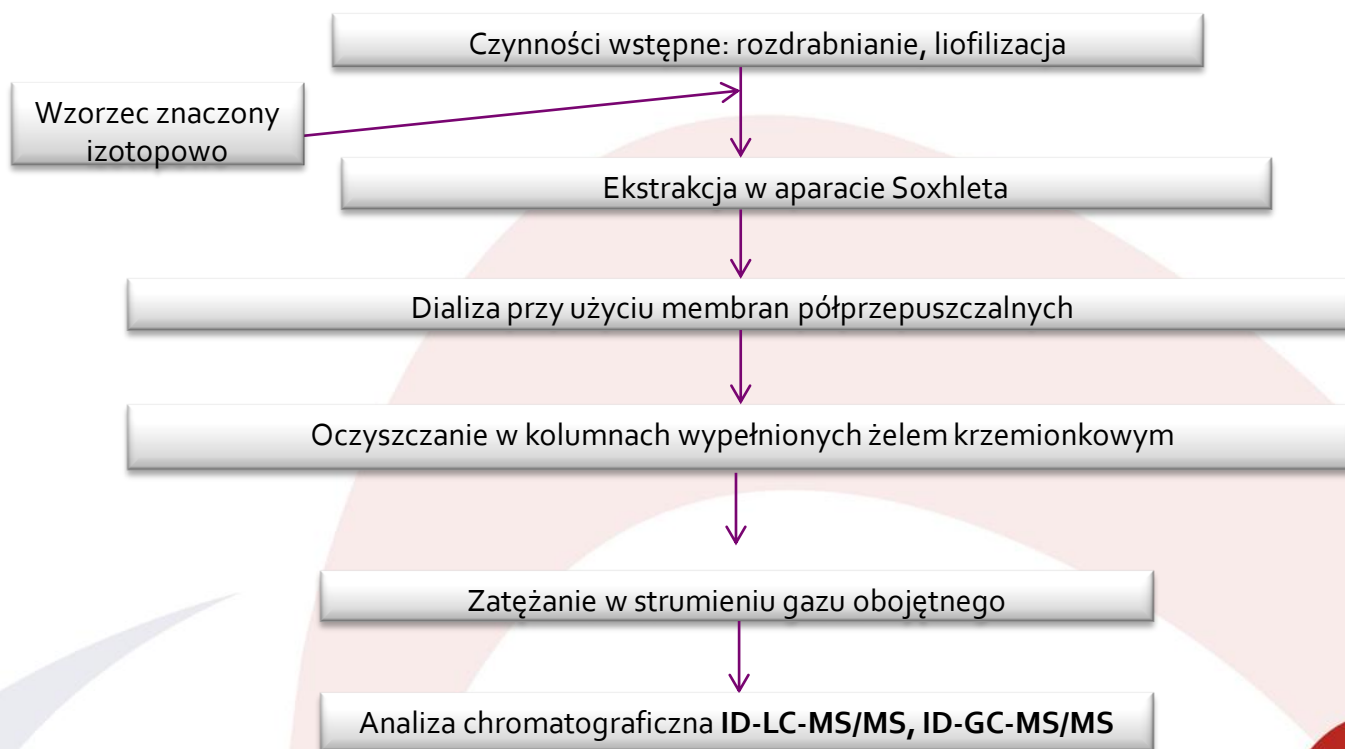 Czynności wstępne: rozdrabnianie, liofilizacja
Wzorzec znaczony
izotopowo
Ekstrakcja w aparacie Soxhleta
Dializa przy użyciu membran półprzepuszczalnych
Oczyszczanie w kolumnach wypełnionych żelem krzemionkowym
Zatężanie w strumieniu gazu obojętnego
Analiza chromatograficzna ID-LC-MS/MS, ID-GC-MS/MS